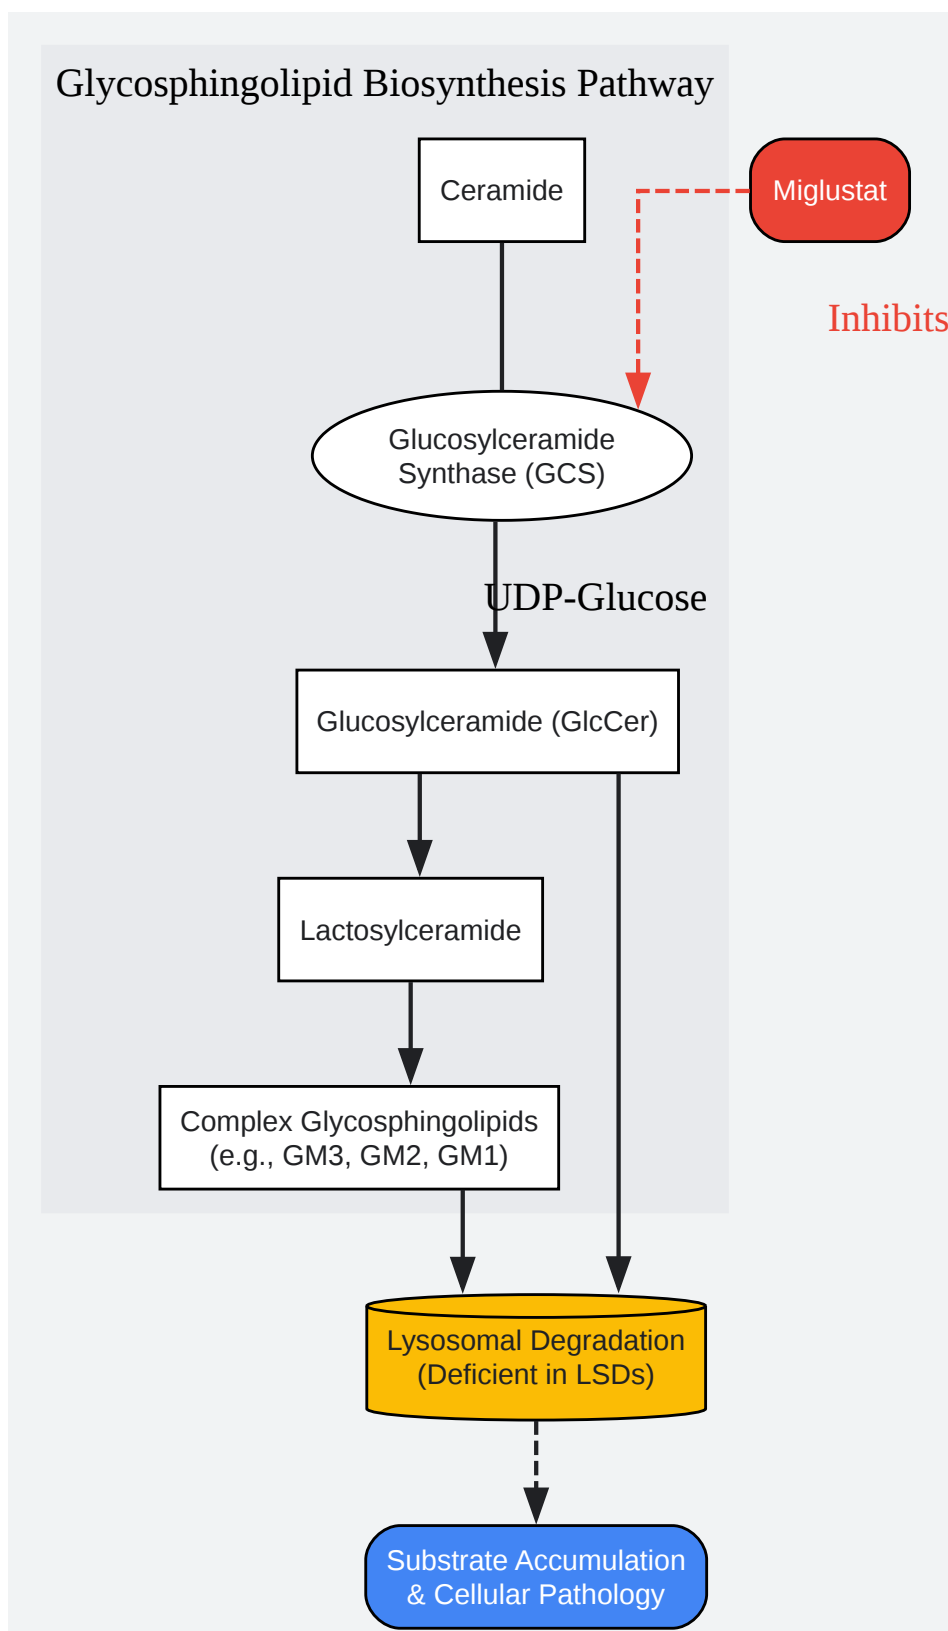 Glycosphingolipid Biosynthesis Pathway
Ceramide
Miglustat
Inhibits
Glucosylceramide
Synthase (GCS)
UDP-Glucose
Glucosylceramide (GlcCer)
Lactosylceramide
Complex Glycosphingolipids
(e.g., GM3, GM2, GM1)
Lysosomal Degradation
(Deficient in LSDs)
Substrate Accumulation
& Cellular Pathology